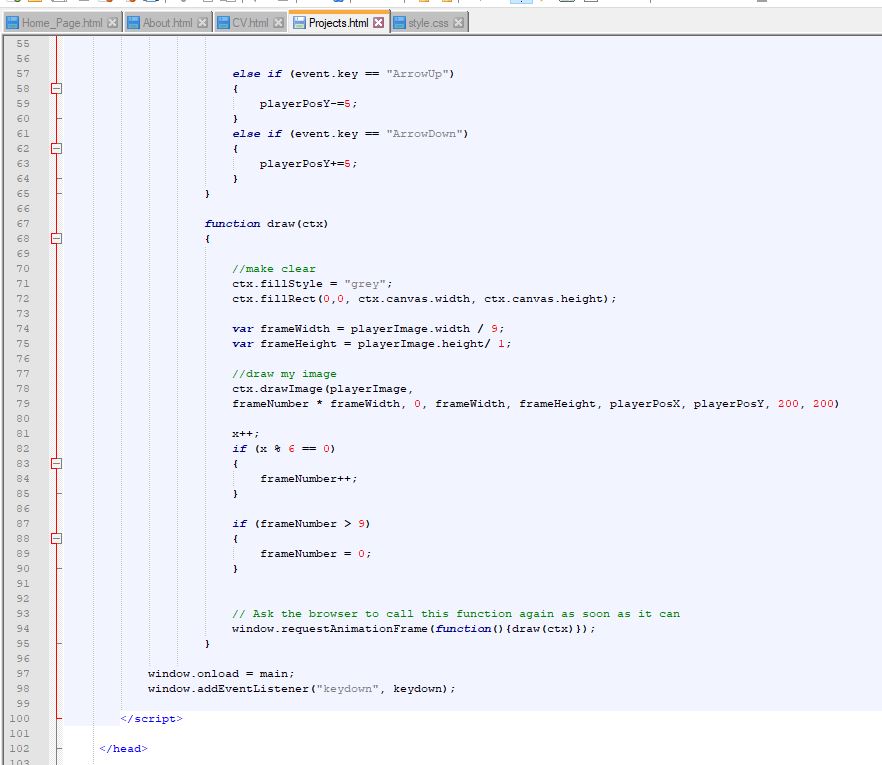 Home_Page.html About.html CV.html Projects.html style.css
55
56
57 else if (event.key == "ArrowUp")
58 {
59 playerPosY-=5;
60 }
61 else if (event.key == "ArrowDown")
62 {
63 playerPosY+=5;
64 }
65 }
66
67 function draw(ctx)
68 {
69
70 //make clear
71 ctx.fillStyle = "grey";
72 ctx.fillRect(0,0, ctx.canvas.width, ctx.canvas.height);
73
74 var frameWidth = playerImage.width / 9;
75 var frameHeight = playerImage.height/ 1;
76
77 //draw my image
78 ctx.drawImage(playerImage,
79 frameNumber * frameWidth, 0, frameWidth, frameHeight, playerPosX, playerPosY, 200, 200)
80
81 x++;
82 if (x % 6 == 0)
83 {
84 frameNumber++;
85 }
86
87 if (frameNumber > 9)
88 {
89 frameNumber = 0;
90 }
91
92
93 // Ask the browser to call this function again as soon as it can
94 window.requestAnimationFrame(function(){draw(ctx)});
95 }
96
97 window.onload = main;
98 window.addEventListener("keydown", keydown);
99
100 </script>
101
102 </head>
103